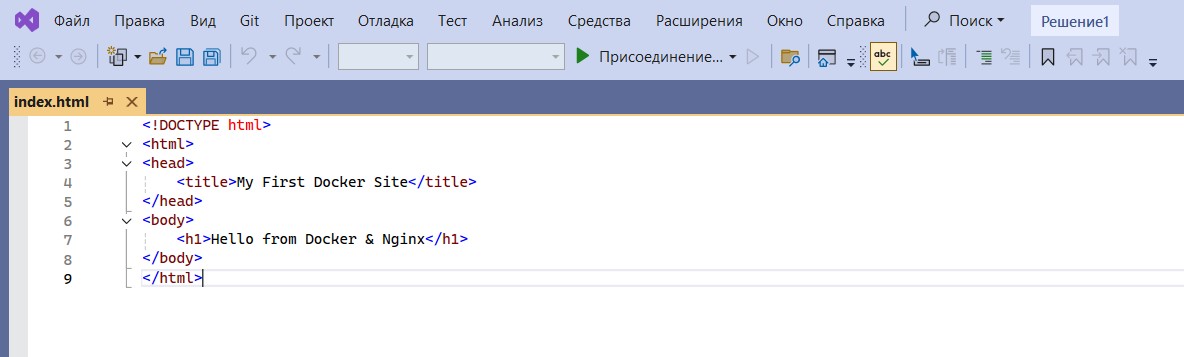 Файл Правка Вид Git Проект Отладка Тест Анализ Средства Расширения Окно Справка Поиск Решение1
Присоединение... abc
index.html
1 <!DOCTYPE html>
2 <html>
3 <head>
4 <title>My First Docker Site</title>
5 </head>
6 <body>
7 <h1>Hello from Docker & Nginx</h1>
8 </body>
9 </html>